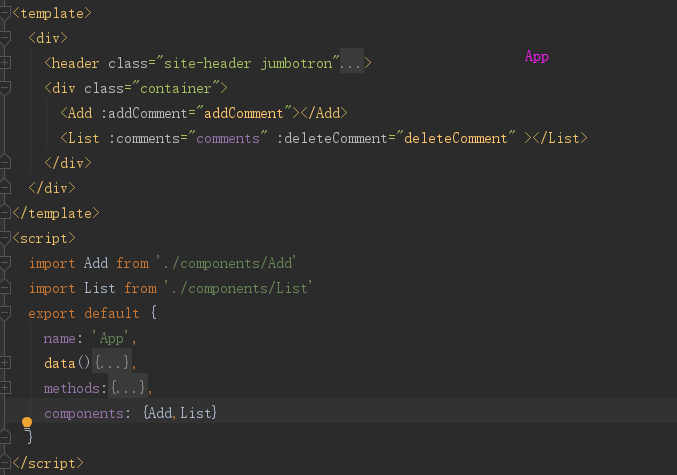 <template>
<div>
<header class="site-header jumbotron"...>
App
<div class="container">
<Add :addComment="addComment"></Add>
<List :comments="comments" :deleteComment="deleteComment" ></List>
</div>
</div>
</template>
<script>
import Add from './components/Add'
import List from './components/List'
export default {
name: 'App',
data(){...},
methods:{...},
components: {Add,List}
}
</script>